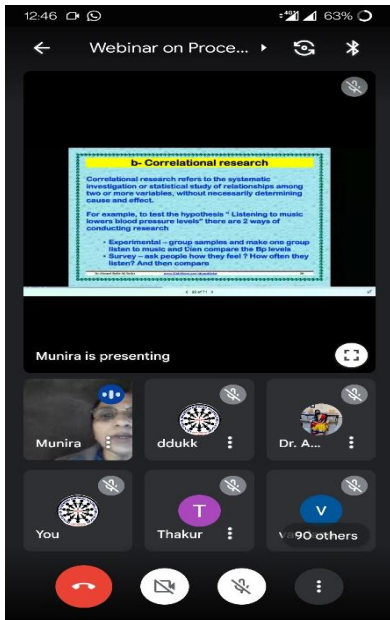 12:46
63%
Webinar on Proce...
b- Correlational research
Correlational research refers to the systematic
investigation or statistical study of relationships among
two or more variables, without necessarily determining
cause and effect.
For example, to test the hypothesis " Listening to music
lowers blood pressure levels" there are 2 ways of
conducting research
• Experimental – group samples and make one group
listen to music and then compare the Bp levels
• Survey – ask people how they feel ? How often they
listen? And then compare
Munira is presenting
Munira
ddukk
Dr. A...
You
T
Thakur
V
90 others